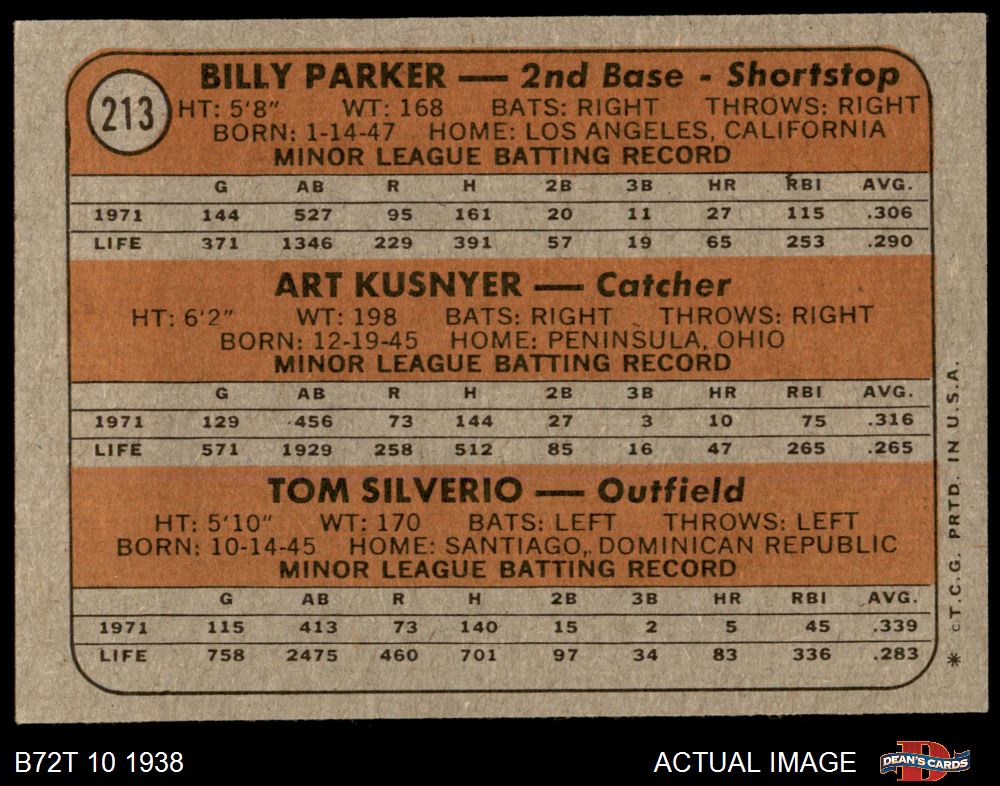 213
BILLY PARKER — 2nd Base - Shortstop
HT: 5'8" WT: 168 BATS: RIGHT THROWS: RIGHT
BORN: 1-14-47 HOME: LOS ANGELES, CALIFORNIA
MINOR LEAGUE BATTING RECORD
G AB R H 2B 3B HR RBI AVG.
1971 144 527 95 161 20 11 27 115 .306
LIFE 371 1346 229 391 57 19 65 253 .290
ART KUSNYER — Catcher
HT: 6'2" WT: 198 BATS: RIGHT THROWS: RIGHT
BORN: 12-19-45 HOME: PENINSULA, OHIO
MINOR LEAGUE BATTING RECORD
G AB R H 2B 3B HR RBI AVG.
1971 129 456 73 144 27 3 10 75 .316
LIFE 571 1929 258 512 85 16 47 265 .265
TOM SILVERIO — Outfield
HT: 5'10" WT: 170 BATS: LEFT THROWS: LEFT
BORN: 10-14-45 HOME: SANTIAGO, DOMINICAN REPUBLIC
MINOR LEAGUE BATTING RECORD
G AB R H 2B 3B HR RBI AVG.
1971 115 413 73 140 15 2 5 45 .339
LIFE 758 2475 460 701 97 34 83 336 .283
* © T.C.G. PRTD. IN U.S.A.
B72T 10 1938
ACTUAL IMAGE
D
DEAN'S CARDS